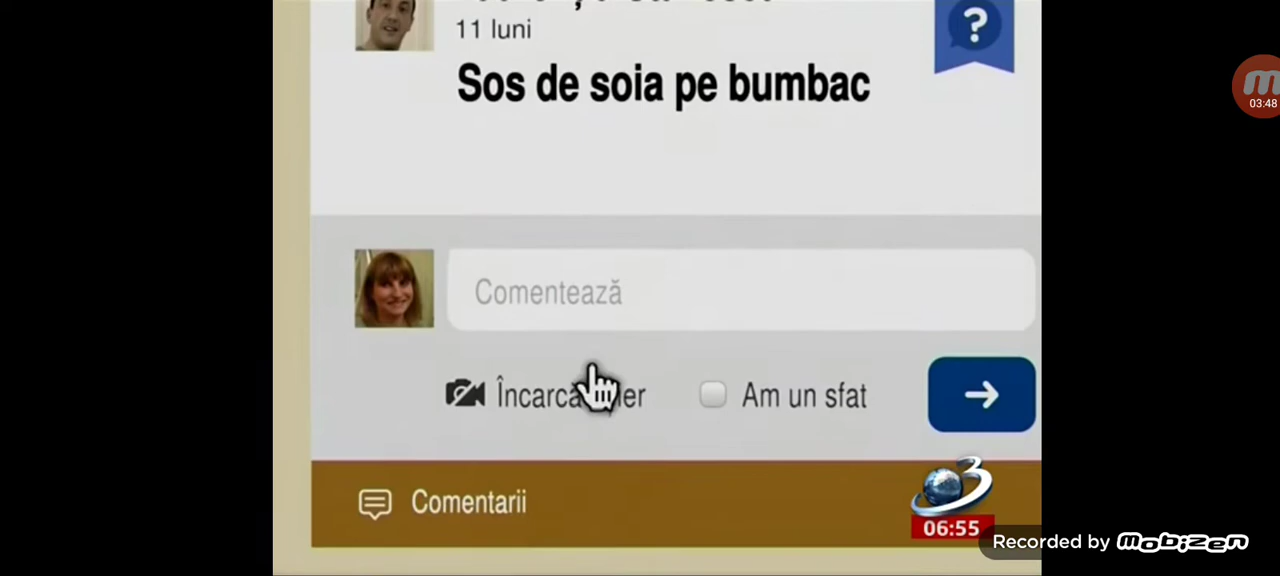 11 luni
?
Sos de soia pe bumbac
03:48
Comentează
Am un sfat
Comentarii
3
06:55
Recorded by mobizen